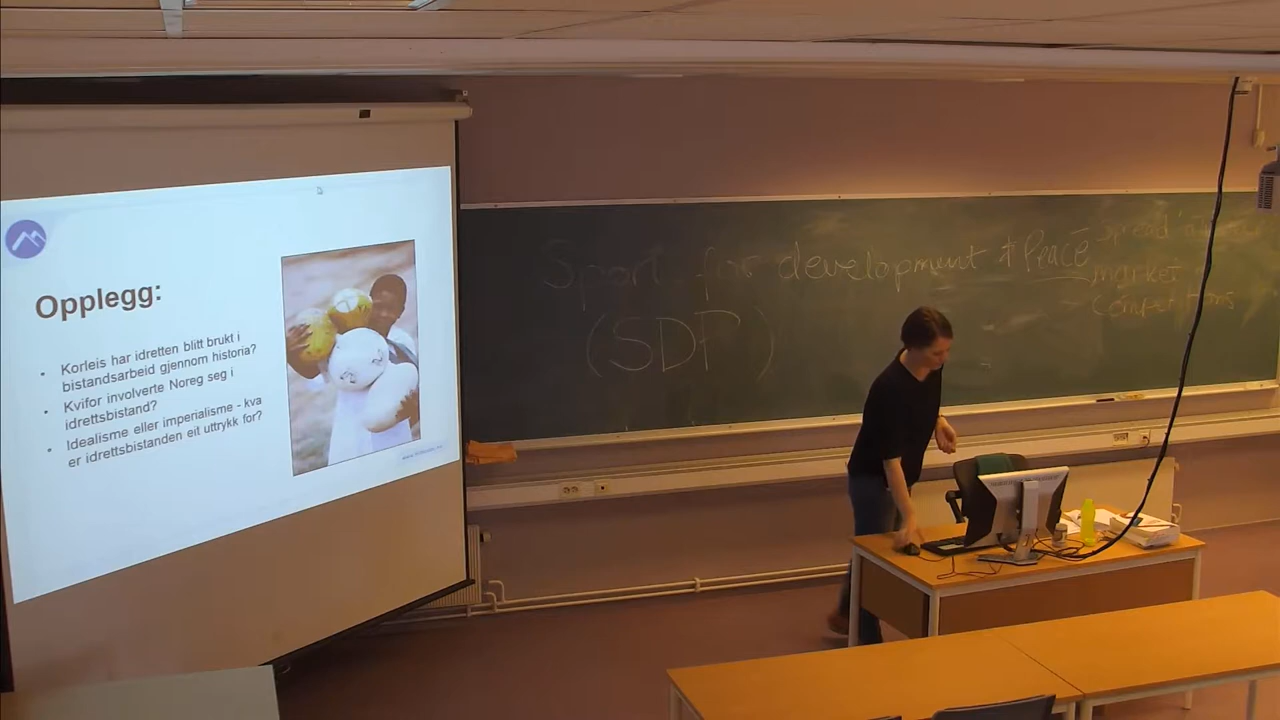 Opplegg:
• Korleis har idretten blitt brukt i
bistandsarbeid gjennom historia?
• Kvifor involverte Noreg seg i
idrettsbistand?
• Idealisme eller imperialisme - kva
er idrettsbistanden eit uttrykk for?
Sport for development & Peace
(SDP)
Spread
market